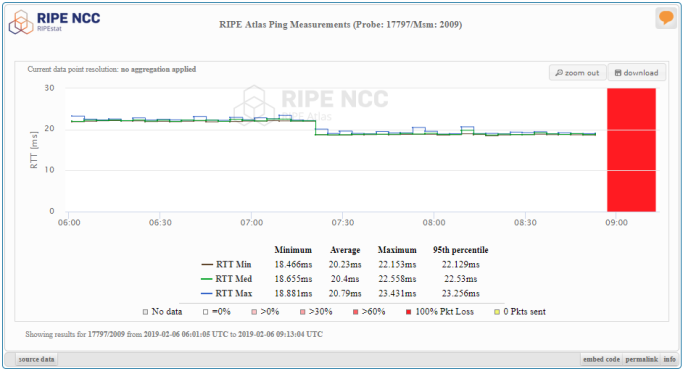 RIPE NCC
RIPEstat
RIPE Atlas Ping Measurements (Probe: 17797/Msm: 2009)
Current data point resolution: no aggregation applied
zoom out
download
RIPE NCC
RIPE Atlas
30
20
10
0
RTT [ms]
06:00 06:30 07:00 07:30 08:00 08:30 09:00
Minimum Average Maximum 95th percentile
RTT Min 18.466ms 20.23ms 22.153ms 22.129ms
RTT Med 18.655ms 20.4ms 22.558ms 22.53ms
RTT Max 18.881ms 20.79ms 23.431ms 23.256ms
No data =0% >0% >30% >60% 100% Pkt Loss 0 Pkts sent
Showing results for 17797/2009 from 2019-02-06 06:01:05 UTC to 2019-02-06 09:13:04 UTC
source data
embed code permalink info